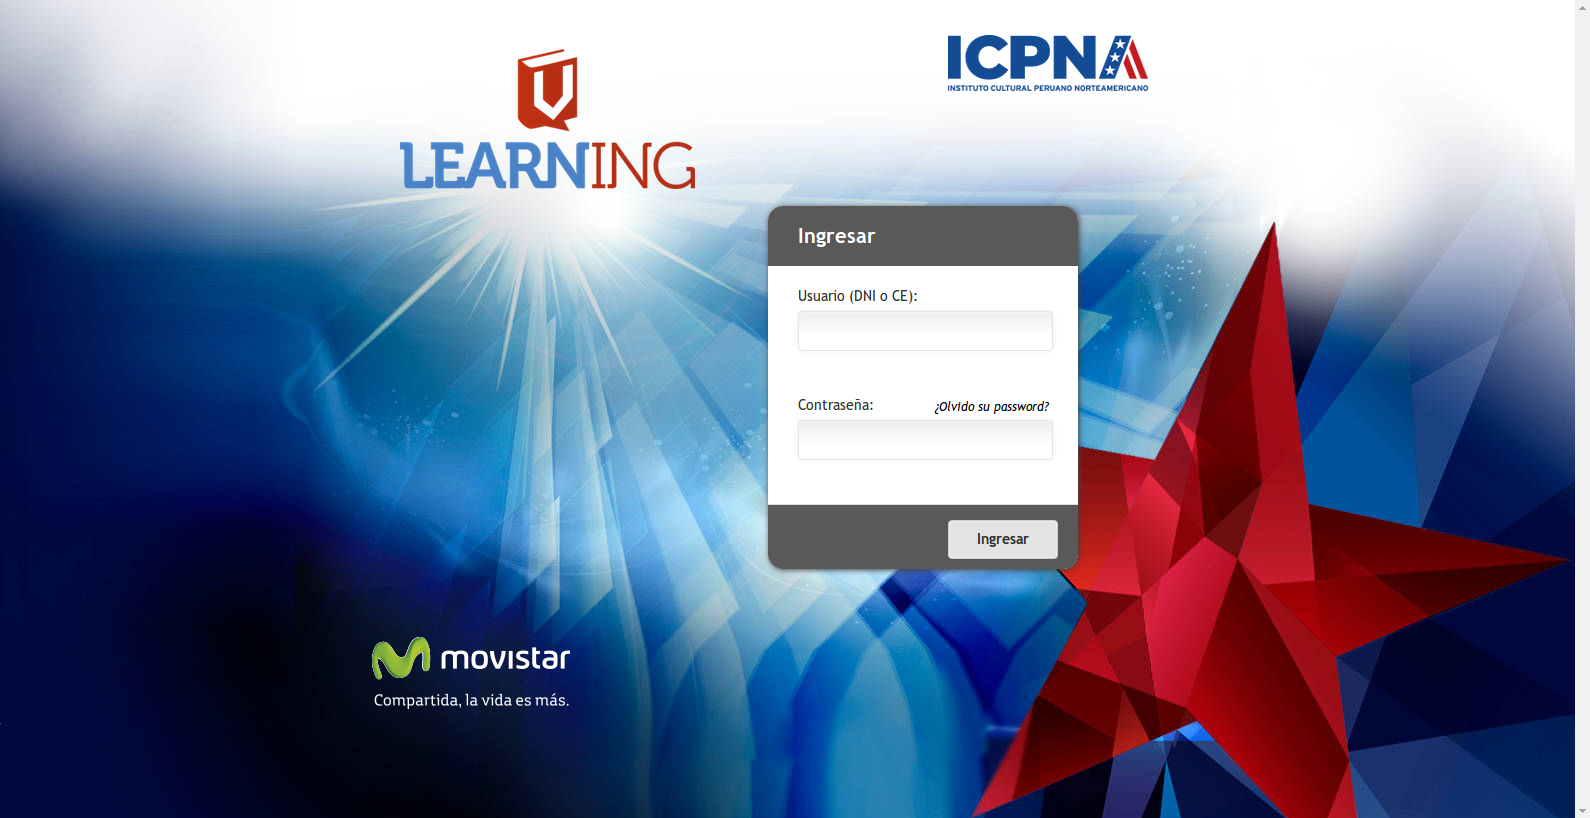 ICPNA
INSTITUTO CULTURAL PERUANO NORTEAMERICANO
V
LEARNING
Ingresar
Usuario (DNI o CE):
Contraseña:
¿Olvido su password?
Ingresar
movistar
Compartida, la vida es más.